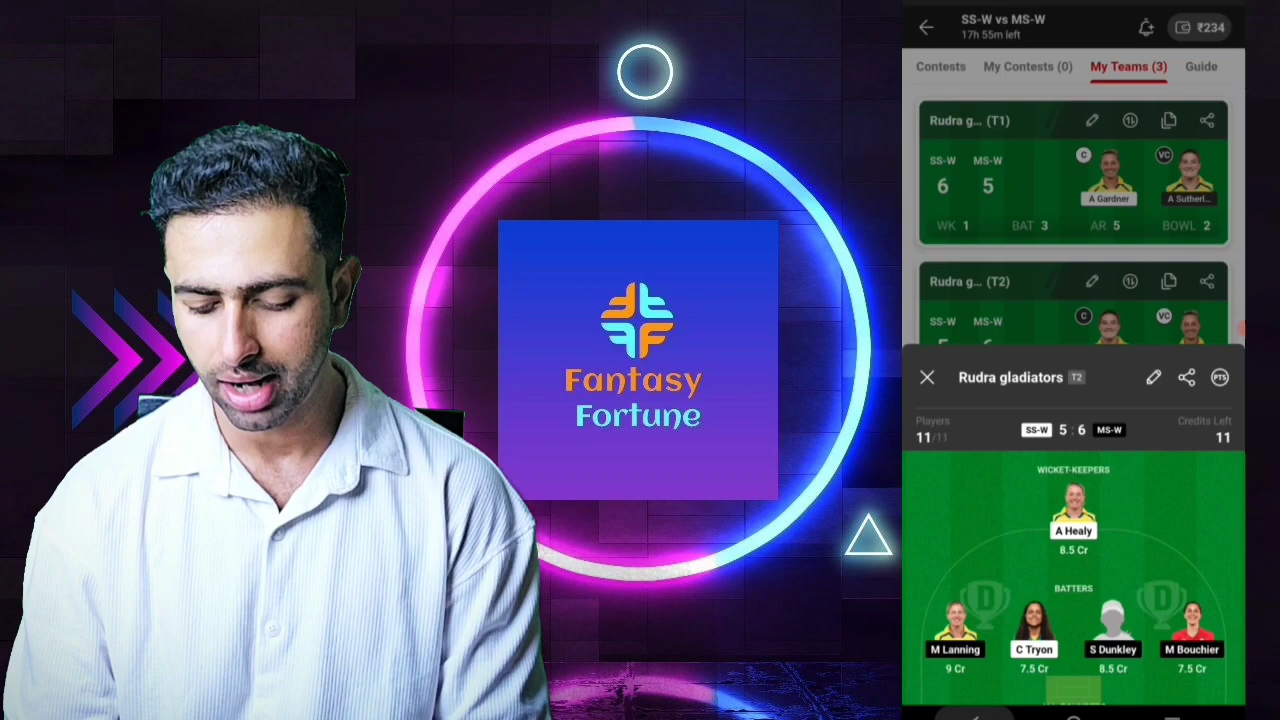 Fantasy
Fortune
SS-W vs MS-W
17h 55m left
₹234
Contests
My Contests (0)
My Teams (3)
Guide
Rudra g... (T1)
SS-W MS-W
6 5
C
VC
A Gardner
A Sutherl...
WK 1
BAT 3
AR 5
BOWL 2
Rudra g... (T2)
SS-W MS-W
C
VC
Rudra gladiators T2
PTS
Players
11/11
SS-W 5 : 6 MS-W
Credits Left
11
WICKET-KEEPERS
A Healy
8.5 Cr
BATTERS
D
D
M Lanning
C Tryon
S Dunkley
M Bouchier
9 Cr
7.5 Cr
8.5 Cr
7.5 Cr